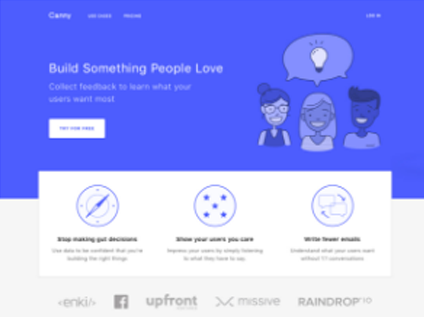 Canny USE CASES PRICING LOG IN
Build Something People Love
Collect feedback to learn what your
users want most
TRY FOR FREE
Stop making gut decisions
Use data to be confident that you're
building the right things
Show your users you care
Impress your users by simply listening
to what they have to say.
Write fewer emails
Understand what your users want
without 1:1 conversations
<enki/> upfront missive RAINDROP.IO